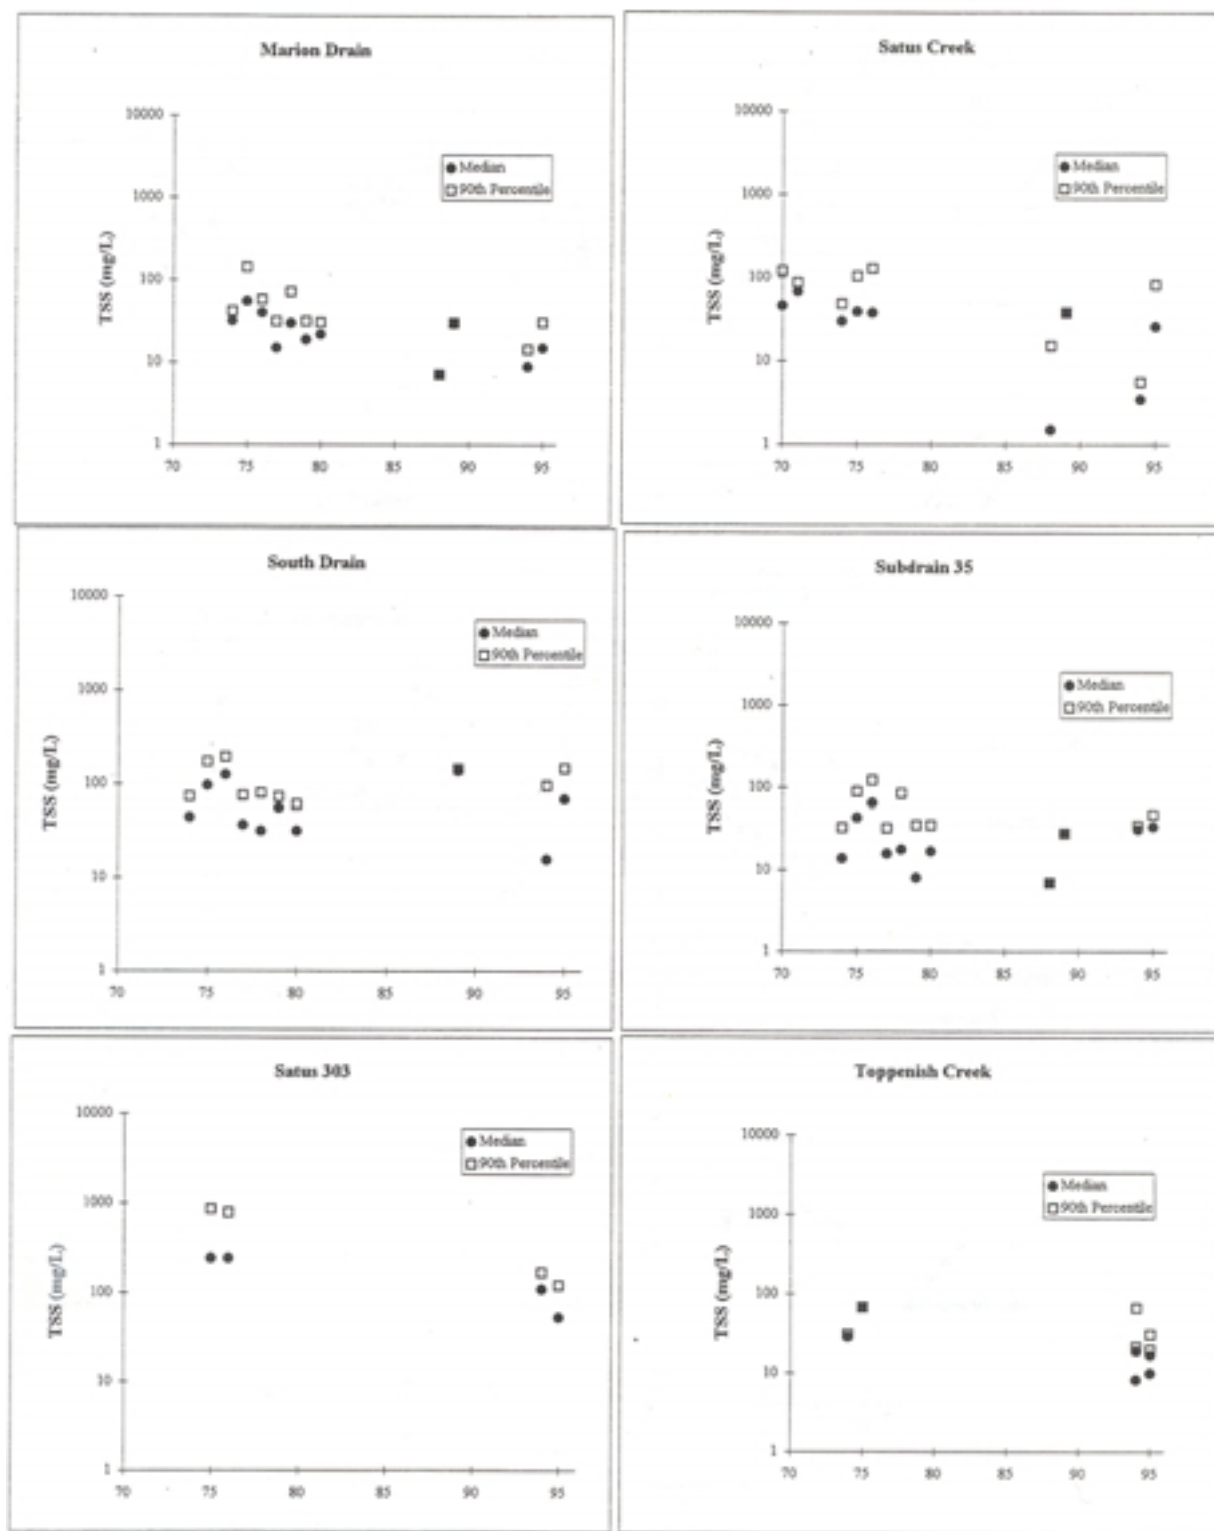 Marion Drain
10000
1000
100
10
1
TSS (mg/L)
Median
90th Percentile
70 75 80 85 90 95
Satus Creek
10000
1000
100
10
1
TSS (mg/L)
Median
90th Percentile
70 75 80 85 90 95
South Drain
10000
1000
100
10
1
TSS (mg/L)
Median
90th Percentile
70 75 80 85 90 95
Subdrain 35
10000
1000
100
10
1
TSS (mg/L)
Median
90th Percentile
70 75 80 85 90 95
Satus 303
10000
1000
100
10
1
TSS (mg/L)
Median
90th Percentile
70 75 80 85 90 95
Toppenish Creek
10000
1000
100
10
1
TSS (mg/L)
Median
90th Percentile
70 75 80 85 90 95